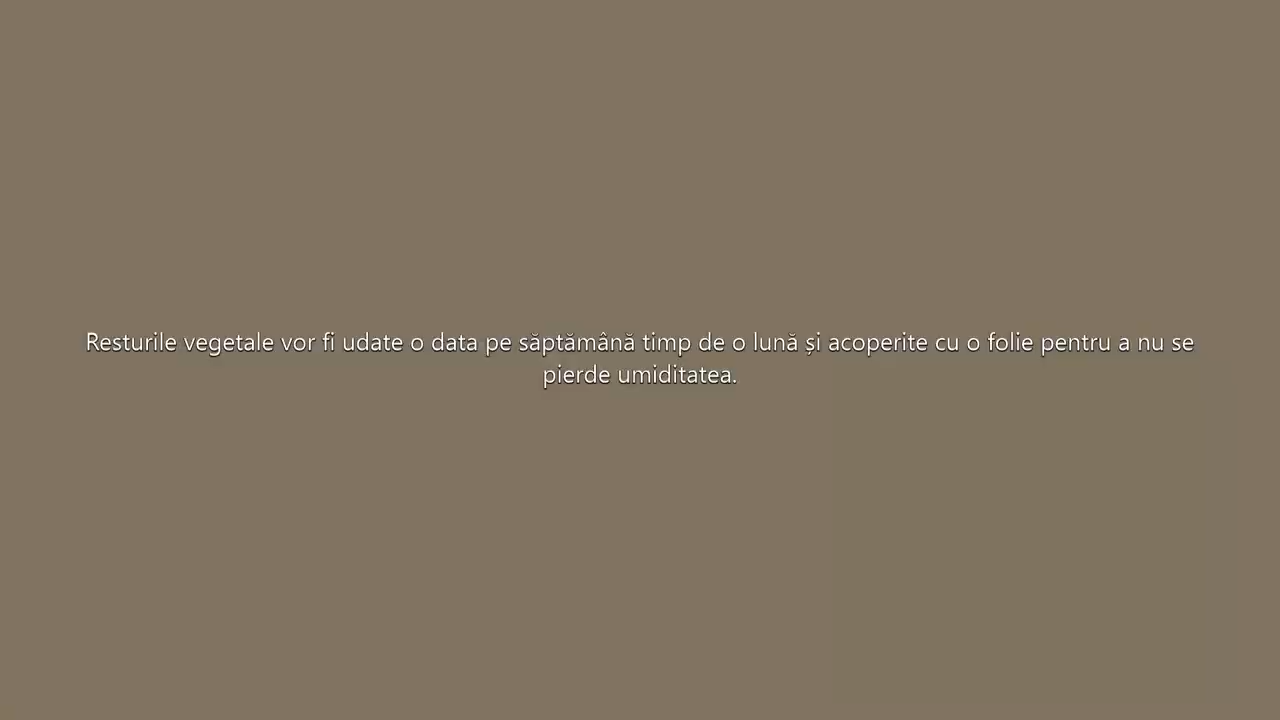 Resturile vegetale vor fi udate o data pe săptămână timp de o lună și acoperite cu o folie pentru a nu se
pierde umiditatea.